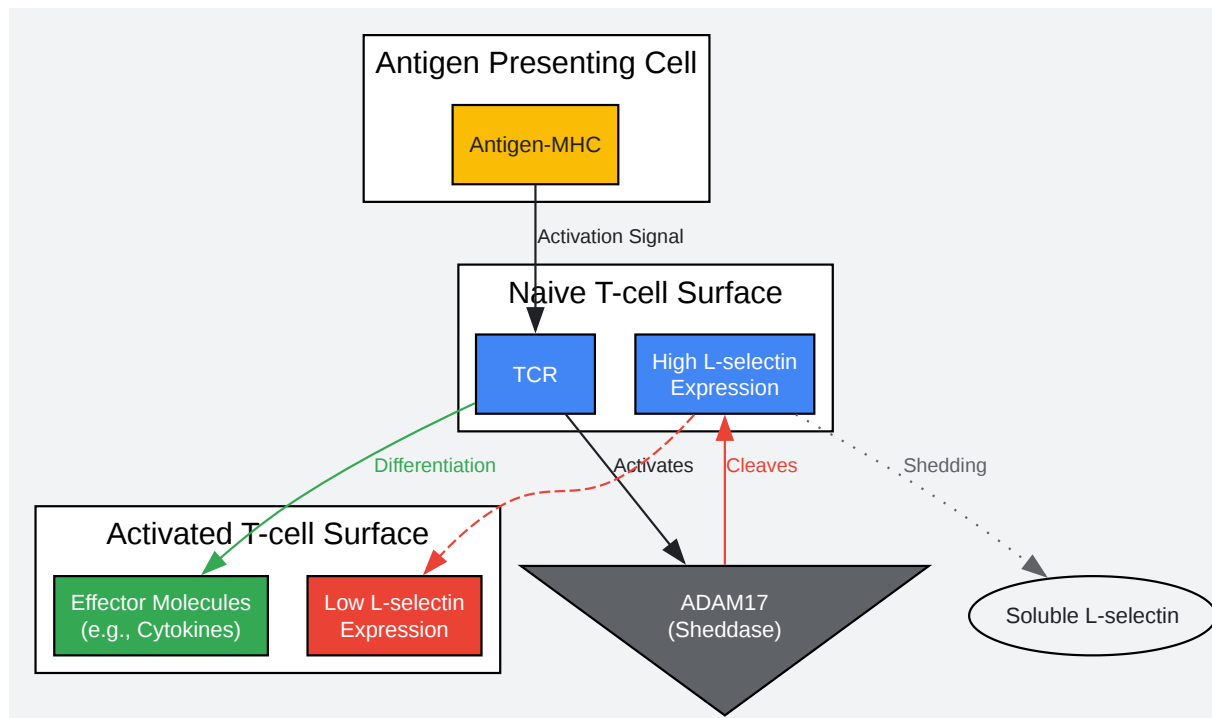 Antigen Presenting Cell
Antigen-MHC
Activation Signal
Naive T-cell Surface
TCR
High L-selectin
Expression
Differentiation
Activates
Cleaves
Shedding
Activated T-cell Surface
Effector Molecules
(e.g., Cytokines)
Low L-selectin
Expression
ADAM17
(Sheddase)
Soluble L-selectin